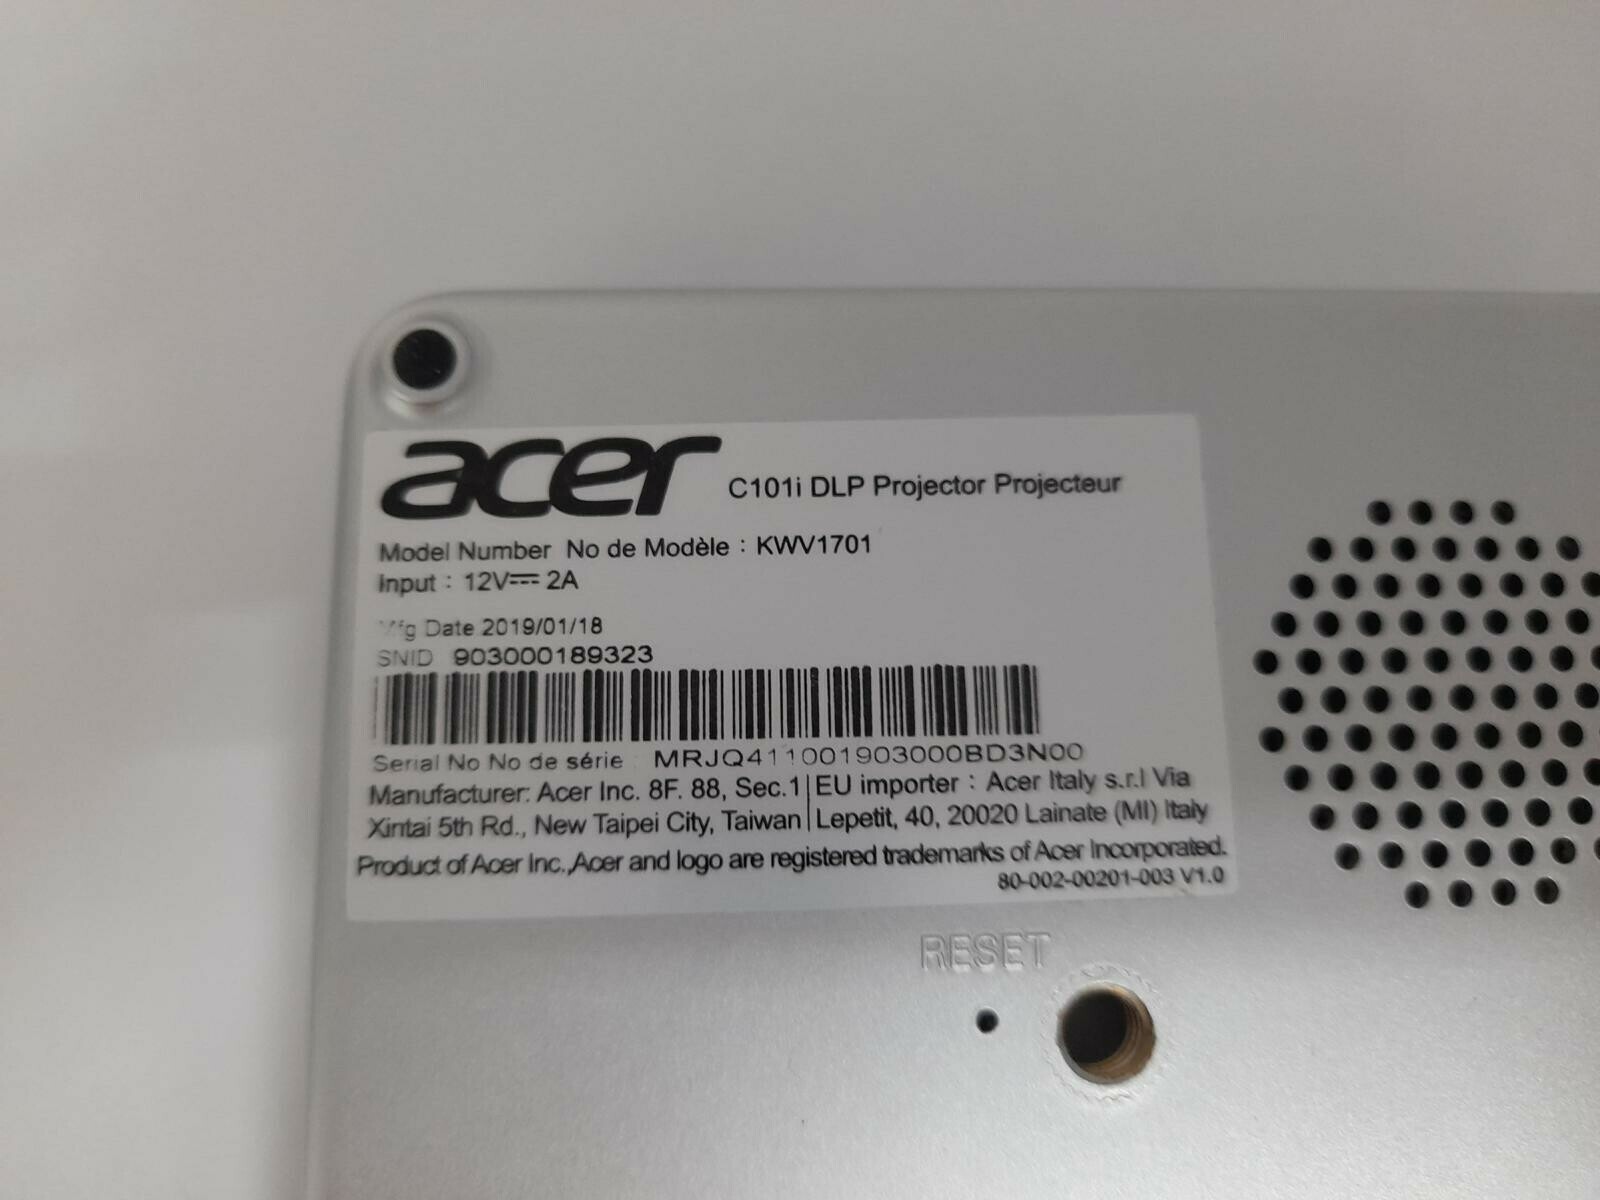 acer C101i DLP Projector Projecteur
Model Number No de Modèle : KWV1701
Input : 12V⎓ 2A
Mfg Date 2019/01/18
SNID 903000189323
Serial No No de série : MRJQ411001903000BD3N00
Manufacturer: Acer Inc. 8F. 88, Sec.1
Xintai 5th Rd., New Taipei City, Taiwan
EU importer : Acer Italy s.r.l Via
Lepetit, 40, 20020 Lainate (MI) Italy
Product of Acer Inc.,Acer and logo are registered trademarks of Acer Incorporated.
80-002-00201-003 V1.0
RESET